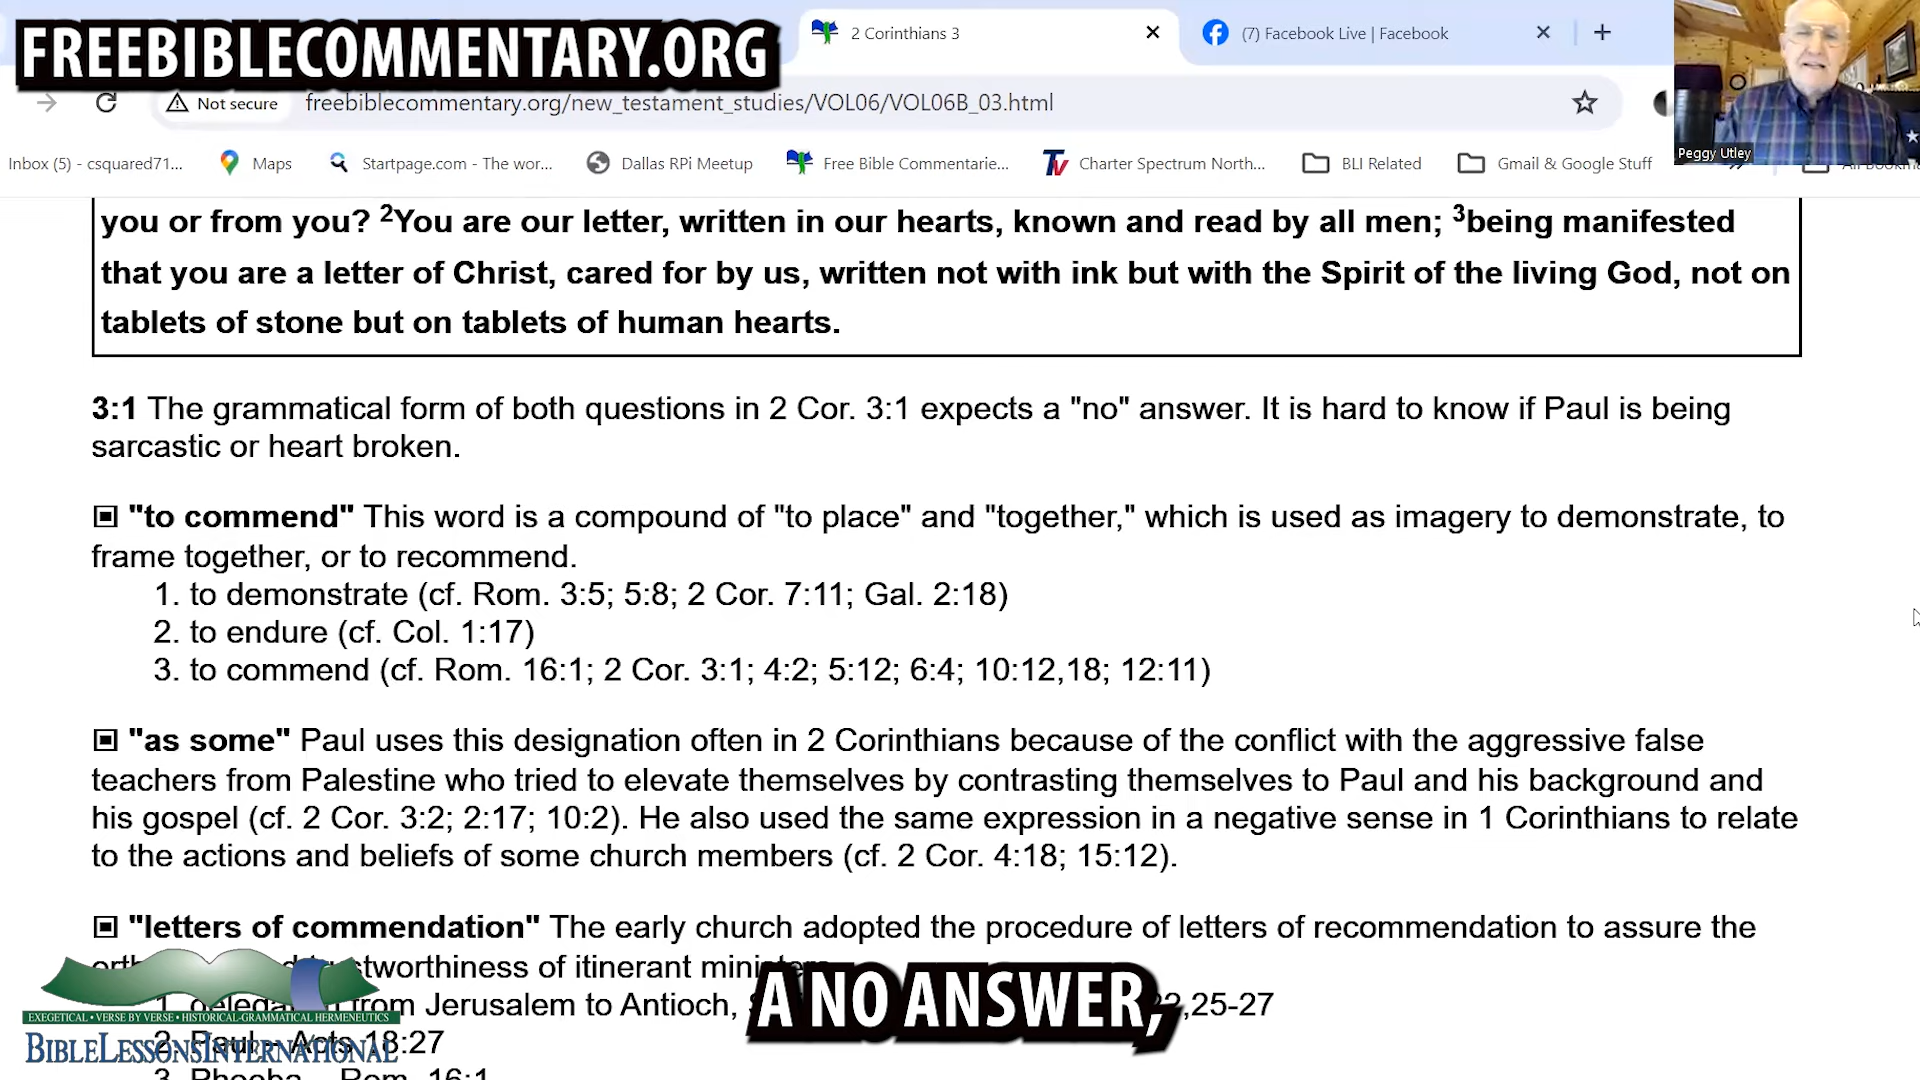 FREEBIBLECOMMENTARY.ORG
2 Corinthians 3
(7) Facebook Live | Facebook
Not secure
freebiblecommentary.org/new_testament_studies/VOL06/VOL06B_03.html
Peggy Utley
Inbox (5) - csquared71...
Maps
Startpage.com - The wor...
Dallas RPi Meetup
Free Bible Commentarie...
Charter Spectrum North...
BLI Related
Gmail & Google Stuff
you or from you? 2You are our letter, written in our hearts, known and read by all men; 3being manifested
that you are a letter of Christ, cared for by us, written not with ink but with the Spirit of the living God, not on
tablets of stone but on tablets of human hearts.
3:1 The grammatical form of both questions in 2 Cor. 3:1 expects a "no" answer. It is hard to know if Paul is being
sarcastic or heart broken.
"to commend" This word is a compound of "to place" and "together," which is used as imagery to demonstrate, to
frame together, or to recommend.
1. to demonstrate (cf. Rom. 3:5; 5:8; 2 Cor. 7:11; Gal. 2:18)
2. to endure (cf. Col. 1:17)
3. to commend (cf. Rom. 16:1; 2 Cor. 3:1; 4:2; 5:12; 6:4; 10:12,18; 12:11)
"as some" Paul uses this designation often in 2 Corinthians because of the conflict with the aggressive false
teachers from Palestine who tried to elevate themselves by contrasting themselves to Paul and his background and
his gospel (cf. 2 Cor. 3:2; 2:17; 10:2). He also used the same expression in a negative sense in 1 Corinthians to relate
to the actions and beliefs of some church members (cf. 2 Cor. 4:18; 15:12).
"letters of commendation" The early church adopted the procedure of letters of recommendation to assure the
of itinerant
from Jerusalem to Antioch, ,25-27
2. Paul – Acts 18:27
3. Phoeba – Rom. 16:1
A NO ANSWER,
EXEGETICAL • VERSE BY VERSE • HISTORICAL-GRAMMATICAL HERMENEUTICS
BIBLELESSONSINTERNATIONAL